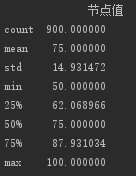 节点值
count 900.000000
mean 75.000000
std 14.931472
min 50.000000
25% 62.068966
50% 75.000000
75% 87.931034
max 100.000000